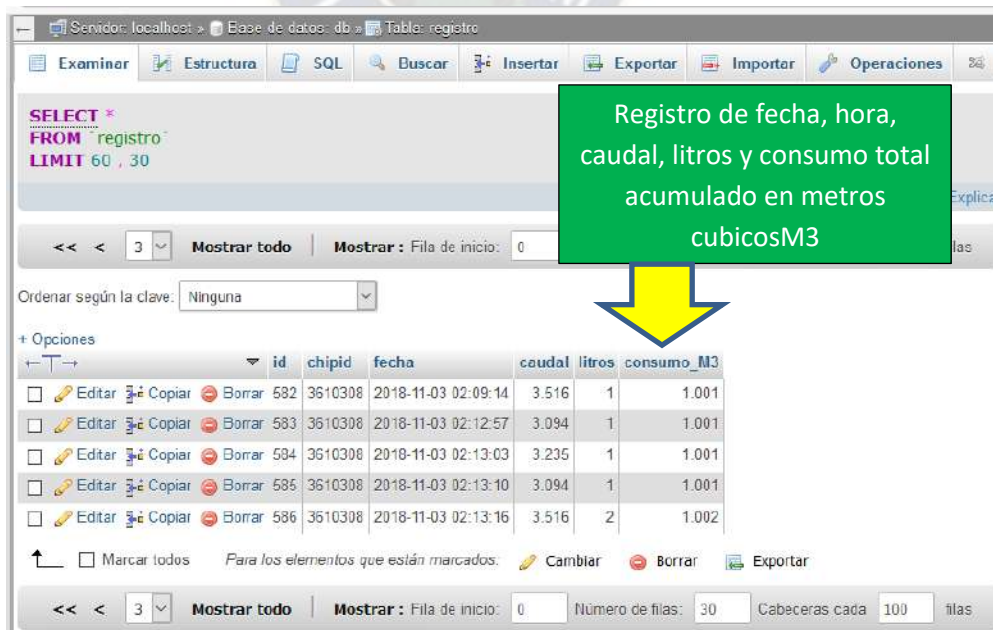 Servidor: localhost » Base de datos: db » Tabla: registro
Examinar Estructura SQL Buscar Insertar Exportar Importar Operaciones
SELECT *
FROM `registro`
LIMIT 60 , 30
Registro de fecha, hora,
caudal, litros y consumo total
acumulado en metros
cubicosM3
Explica
<< < 3 Mostrar todo | Mostrar : Fila de inicio: 0 las
Ordenar según la clave: Ninguna
+ Opciones
←T→ id chipid fecha caudal litros consumo_M3
Editar Copiar Borrar 582 3610308 2018-11-03 02:09:14 3.516 1 1.001
Editar Copiar Borrar 583 3610308 2018-11-03 02:12:57 3.094 1 1.001
Editar Copiar Borrar 584 3610308 2018-11-03 02:13:03 3.235 1 1.001
Editar Copiar Borrar 585 3610308 2018-11-03 02:13:10 3.094 1 1.001
Editar Copiar Borrar 586 3610308 2018-11-03 02:13:16 3.516 2 1.002
Marcar todos Para los elementos que están marcados: Cambiar Borrar Exportar
<< < 3 Mostrar todo | Mostrar : Fila de inicio: 0 Número de filas: 30 Cabeceras cada 100 filas